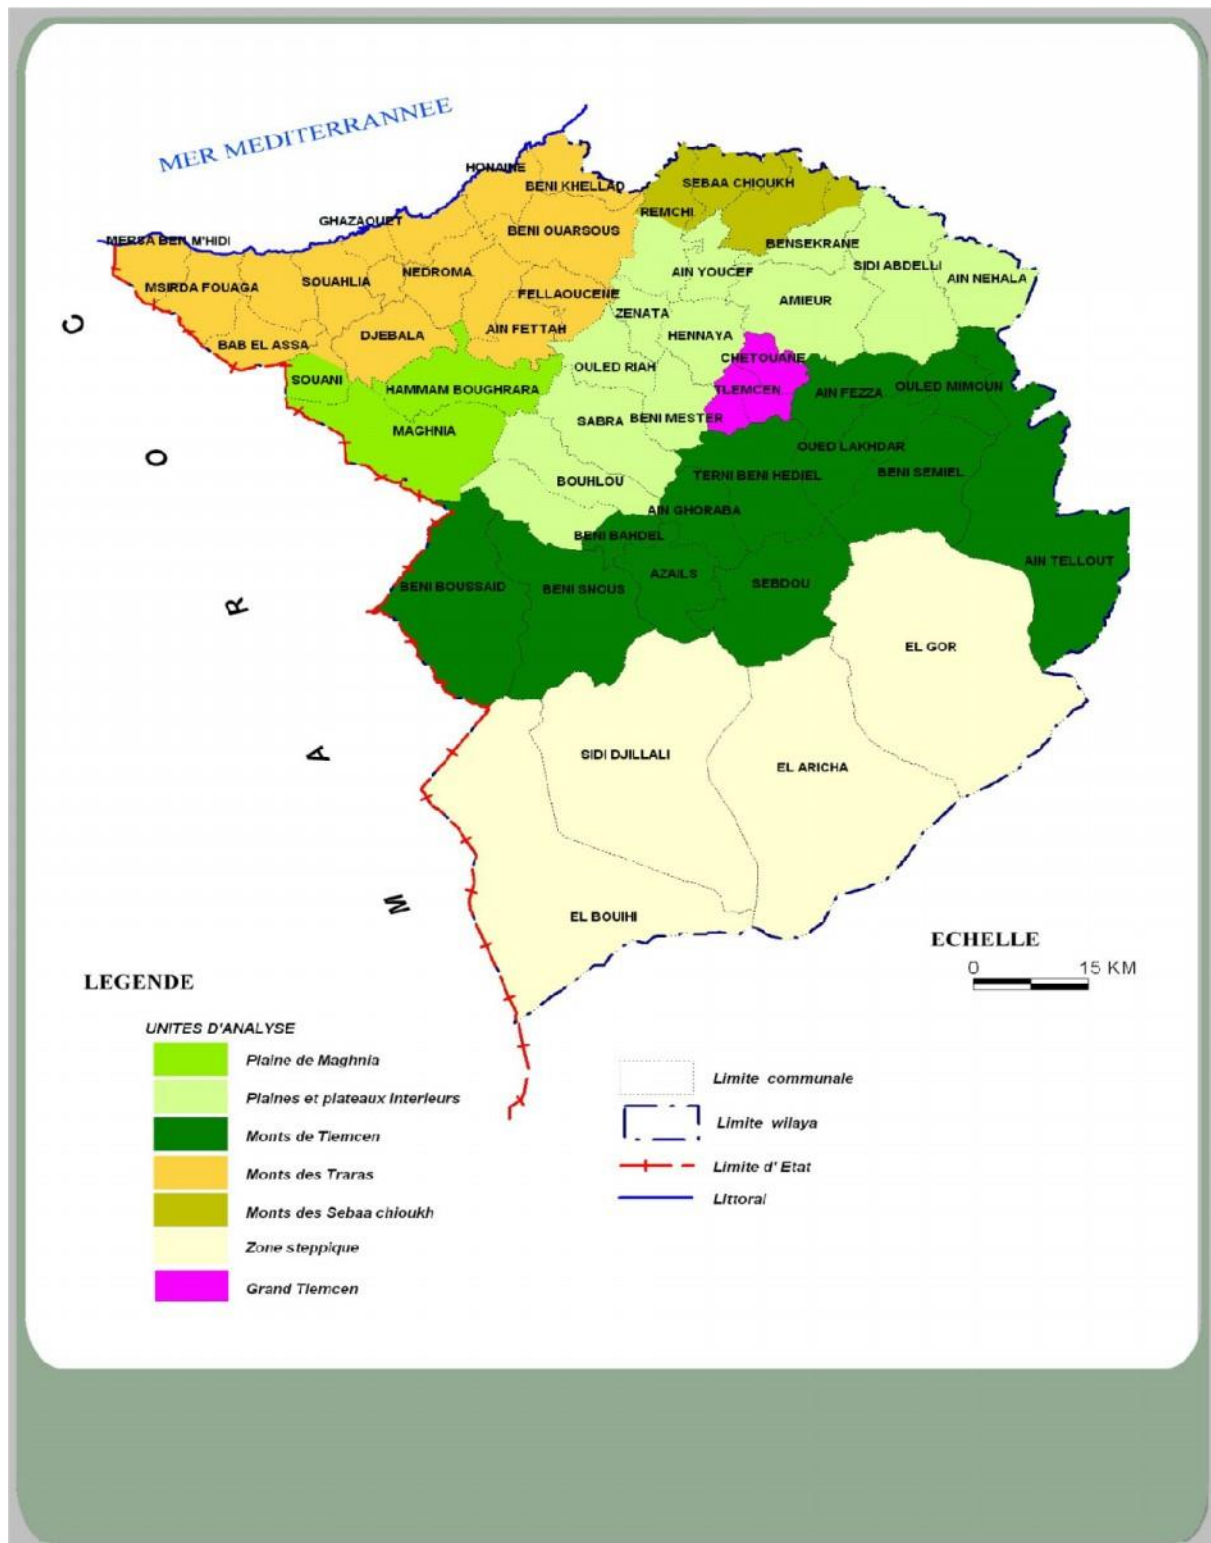 MER MEDITERRANNEE
HONAINE
BENI KHELLAD
SEBAA CHIOUKH
REMCHI
GHAZAOUET
BENI OUARSOUS
MERSA BEN M'HIDI
BENSEKRANE
SIDI ABDELLI
NEDROMA
AIN YOUCEF
AIN NEHALA
SOUAHLIA
MSIRDA FOUAGA
FELLAOUCENE
AMIEUR
ZENATA
AIN FETTAH
DJEBALA
HENNAYA
BAB EL ASSA
CHETOUANE
OULED RIAH
SOUANI
HAMMAM BOUGHRARA
TLEMCEN
AIN FEZZA
OULED MIMOUN
SABRA
BENI MESTER
MAGHNIA
OUED LAKHDAR
TERNI BENI HEDIEL
BENI SEMIEL
BOUHLOU
AIN GHORABA
BENI BAHDEL
AIN TELLOUT
AZAILS
SEBDOU
BENI BOUSSAID
BENI SNOUS
EL GOR
SIDI DJILLALI
EL ARICHA
EL BOUIHI
M A R O C
ECHELLE
0 15 KM
LEGENDE
UNITES D'ANALYSE
Plaine de Maghnia
Plaines et plateaux Interieurs
Monts de Tlemcen
Monts des Traras
Monts des Sebaa chioukh
Zone steppique
Grand Tlemcen
Limite communale
Limite wilaya
Limite d' Etat
Littoral